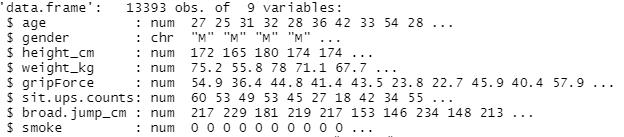 'data.frame':   13393 obs. of  9 variables:
 $ age          : num  27 25 31 32 28 36 42 33 54 28 ...
 $ gender       : chr  "M" "M" "M" "M" ...
 $ height_cm    : num  172 165 180 174 174 ...
 $ weight_kg    : num  75.2 55.8 78 71.1 67.7 ...
 $ gripForce    : num  54.9 36.4 44.8 41.4 43.5 23.8 22.7 45.9 40.4 57.9 ...
 $ sit.ups.counts: num  60 53 49 53 45 27 18 42 34 55 ...
 $ broad.jump_cm : num  217 229 181 219 217 153 146 234 148 213 ...
 $ smoke        : num  0 0 0 0 0 0 0 0 0 0 ...